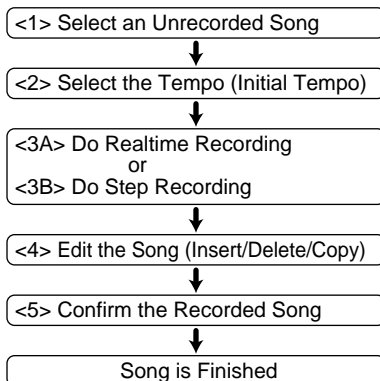 <1> Select an Unrecorded Song
<2> Select the Tempo (Initial Tempo)
<3A> Do Realtime Recording
or
<3B> Do Step Recording
<4> Edit the Song (Insert/Delete/Copy)
<5> Confirm the Recorded Song
Song is Finished